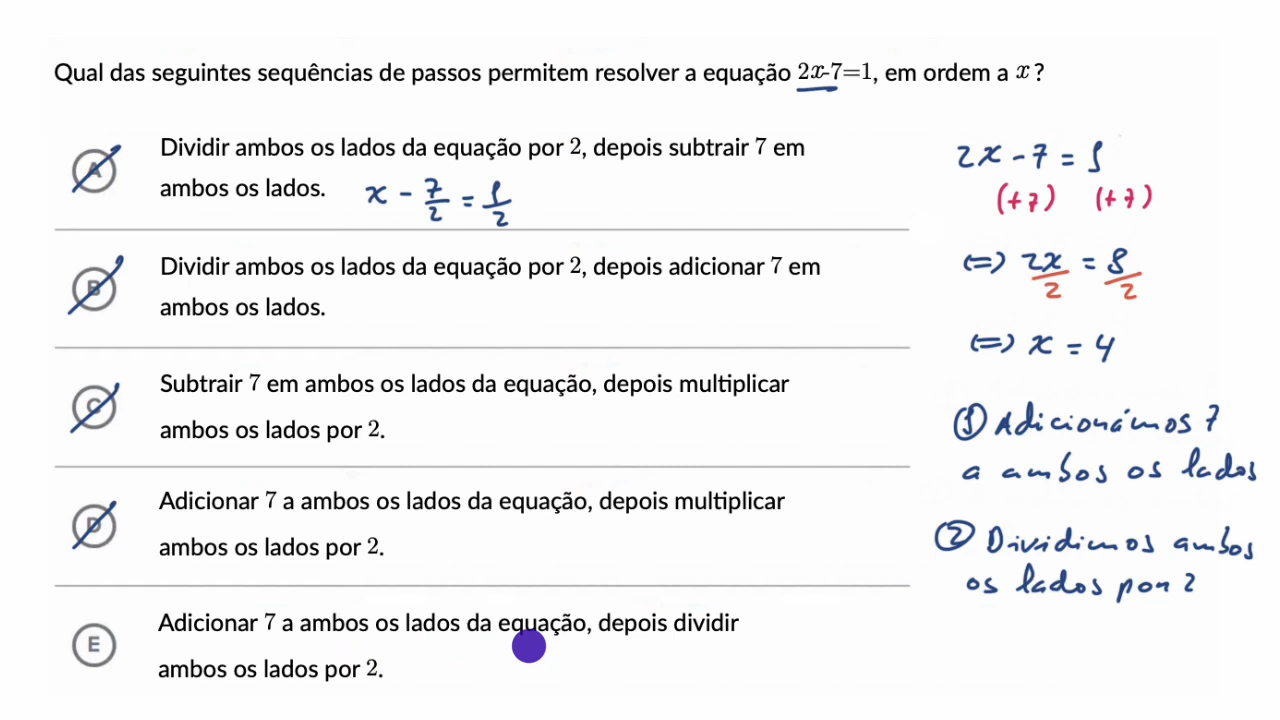 Qual das seguintes sequências de passos permitem resolver a equação 2x-7=1, em ordem a x?
A
Dividir ambos os lados da equação por 2, depois subtrair 7 em
ambos os lados.
x - 7/2 = 1/2
B
Dividir ambos os lados da equação por 2, depois adicionar 7 em
ambos os lados.
C
Subtrair 7 em ambos os lados da equação, depois multiplicar
ambos os lados por 2.
D
Adicionar 7 a ambos os lados da equação, depois multiplicar
ambos os lados por 2.
E
Adicionar 7 a ambos os lados da equação, depois dividir
ambos os lados por 2.
2x - 7 = 1
(+7) (+7)
⟺ 2x/2 = 8/2
⟺ x = 4
① Adicionámos 7
a ambos os lados
② Dividimos ambos
os lados por 2